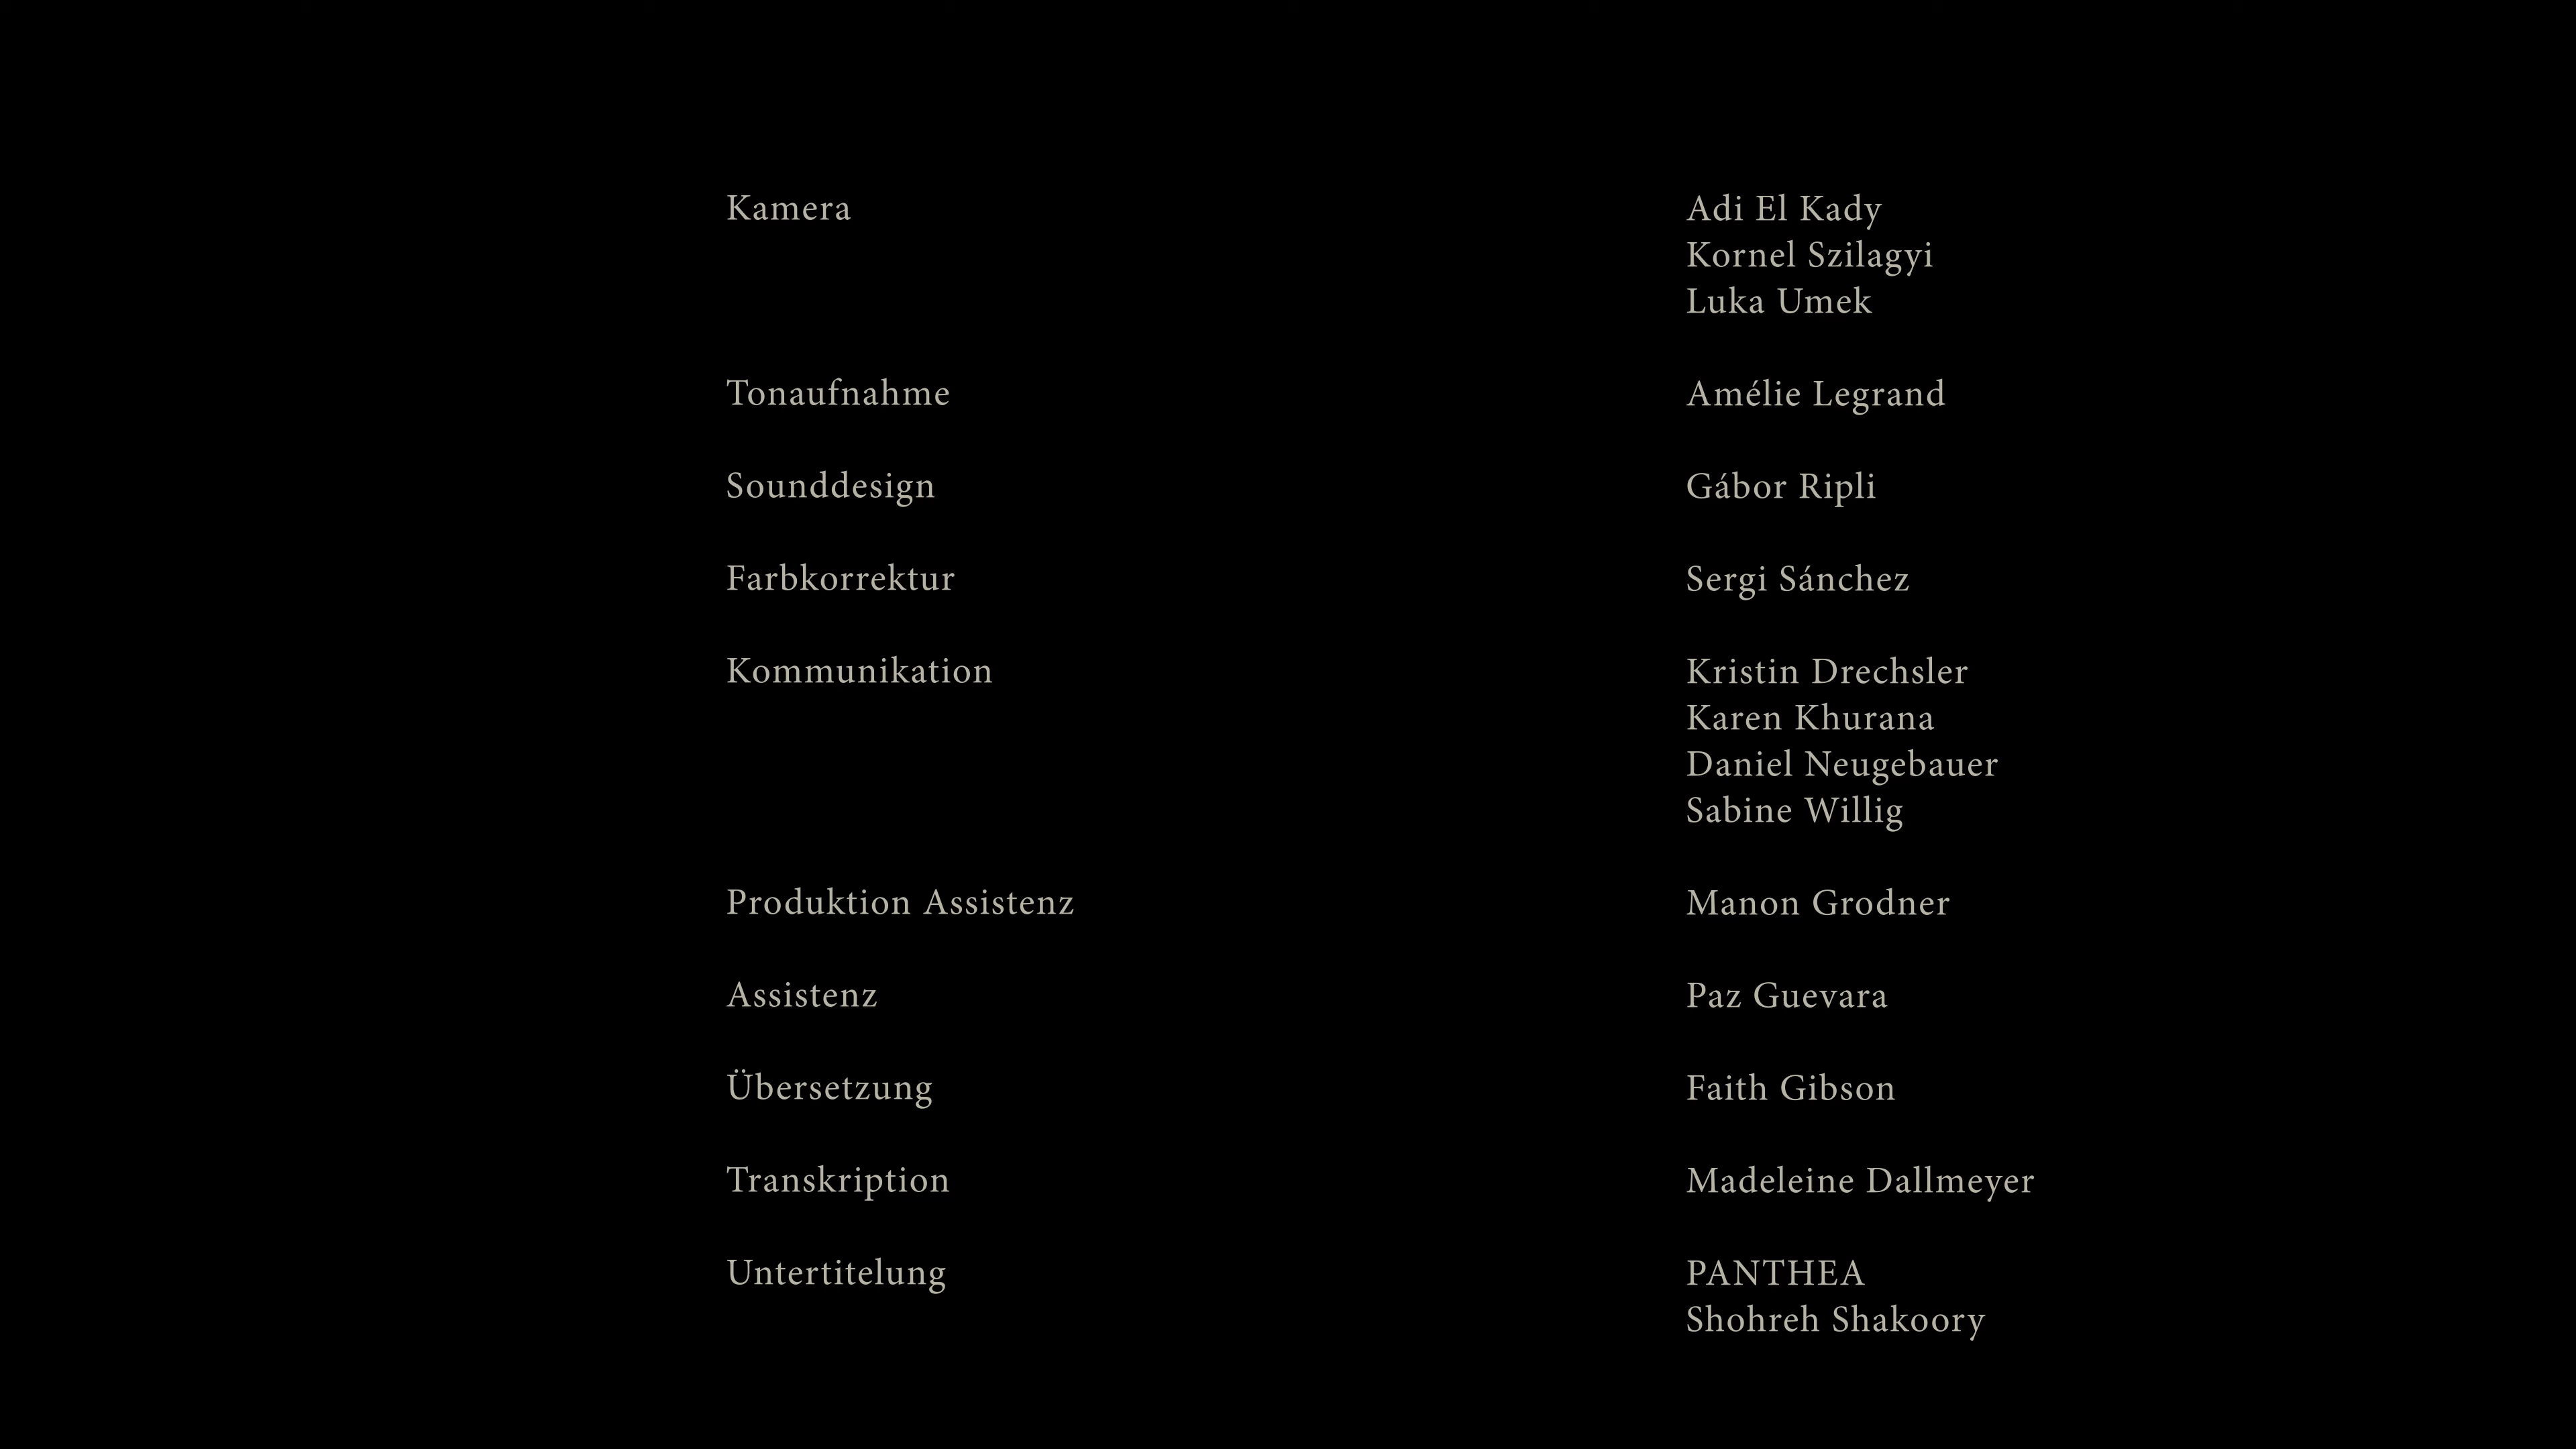 Kamera Adi El Kady
Kornel Szilagyi
Luka Umek
Tonaufnahme Amélie Legrand
Sounddesign Gábor Ripli
Farbkorrektur Sergi Sánchez
Kommunikation Kristin Drechsler
Karen Khurana
Daniel Neugebauer
Sabine Willig
Produktion Assistenz Manon Grodner
Assistenz Paz Guevara
Übersetzung Faith Gibson
Transkription Madeleine Dallmeyer
Untertitelung PANTHEA
Shohreh Shakoory